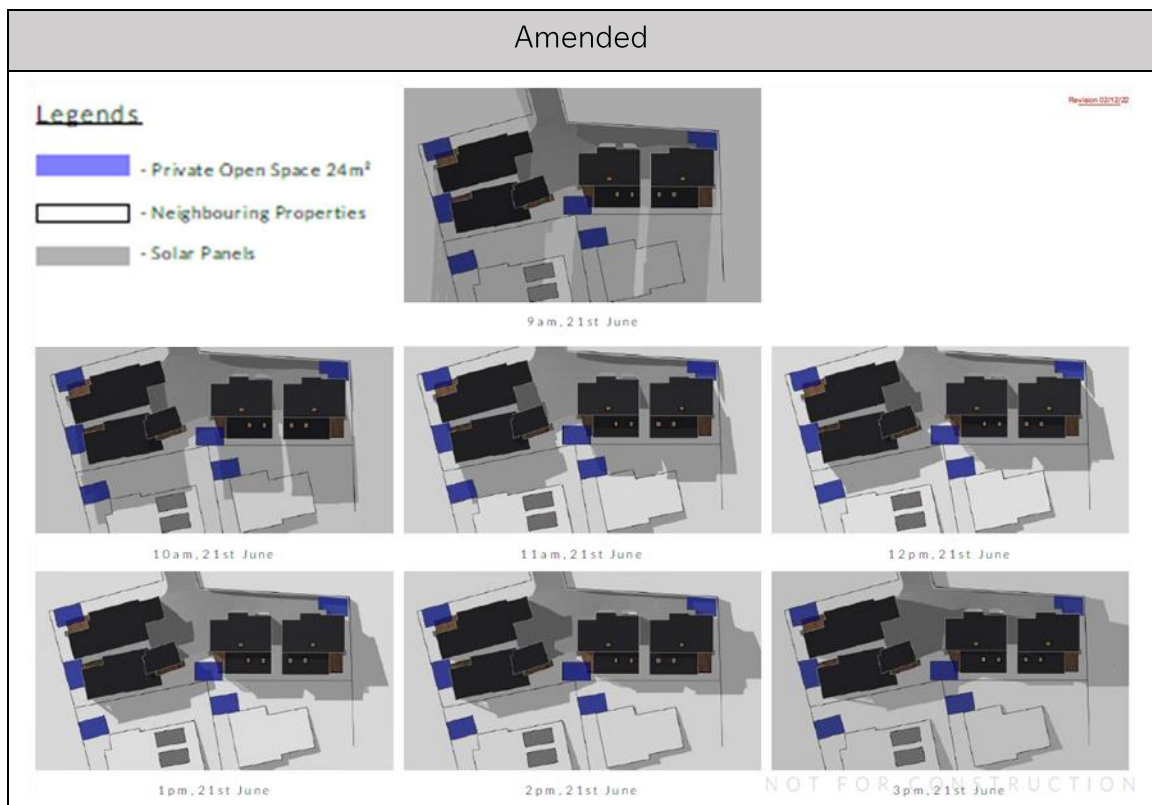 Amended
Legends
Revision 02/12/22
- Private Open Space 24m²
- Neighbouring Properties
- Solar Panels
9am, 21st June
10am, 21st June
11am, 21st June
12pm, 21st June
1pm, 21st June
2pm, 21st June
3pm, 21st June
NOT FOR CONSTRUCTION